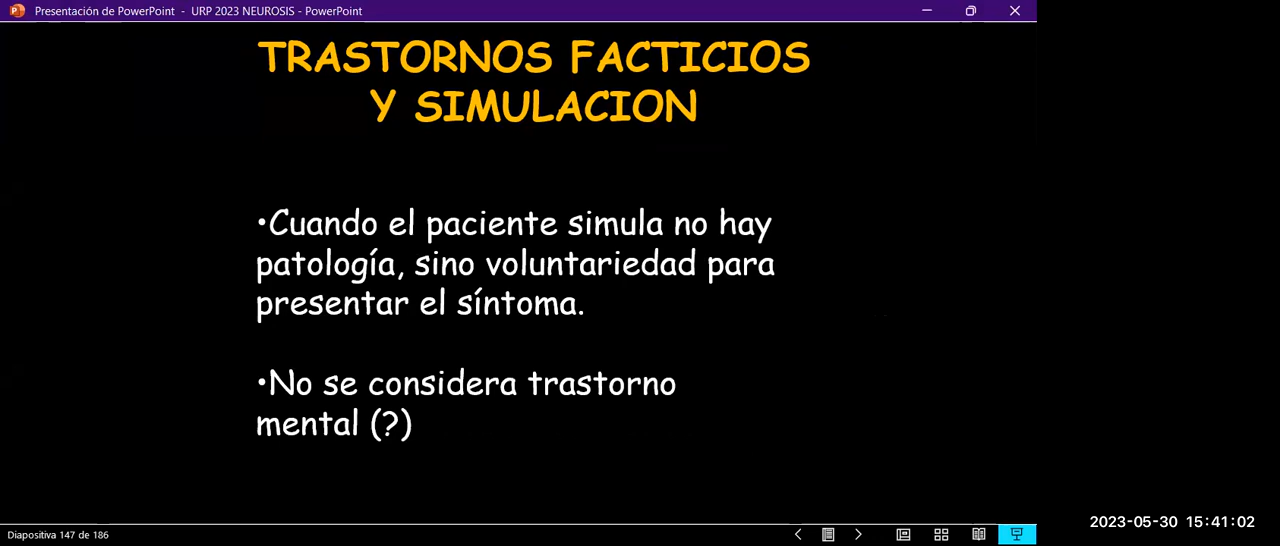 Presentación de PowerPoint - URP 2023 NEUROSIS - PowerPoint
TRASTORNOS FACTICIOS
Y SIMULACION
•Cuando el paciente simula no hay
patología, sino voluntariedad para
presentar el síntoma.
•No se considera trastorno
mental (?)
2023-05-30 15:41:02
Diapositiva 147 de 186